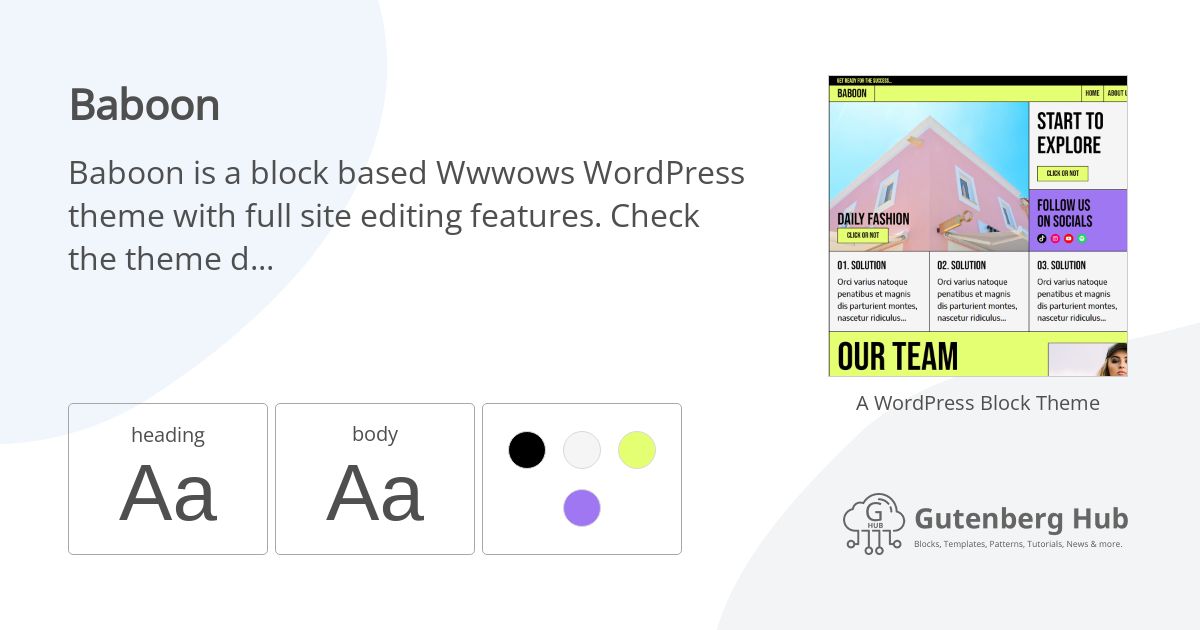 Baboon
Baboon is a block based Wwwows WordPress
theme with full site editing features. Check
the theme d...
heading
Aa
body
Aa
GET READY FOR THE SUCCESS...
BABOON
HOME
ABOUT U
START TO
EXPLORE
CLICK OR NOT
DAILY FASHION
CLICK OR NOT
FOLLOW US
ON SOCIALS
01. SOLUTION
Orci varius natoque
penatibus et magnis
dis parturient montes,
nascetur ridiculus...
02. SOLUTION
Orci varius natoque
penatibus et magnis
dis parturient montes,
nascetur ridiculus...
03. SOLUTION
Orci varius natoque
penatibus et magnis
dis parturient montes,
nascetur ridiculus...
OUR TEAM
A WordPress Block Theme
G
HUB
Gutenberg Hub
Blocks, Templates, Patterns, Tutorials, News & more.